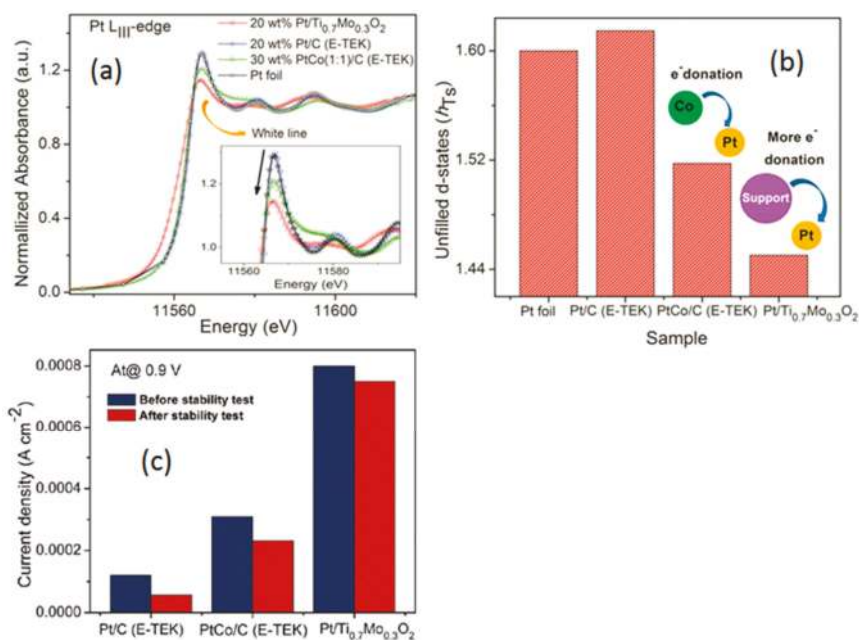 Pt L_III-edge
(a)
20 wt% Pt/Ti₀.₇Mo₀.₃O₂
20 wt% Pt/C (E-TEK)
30 wt% PtCo(1:1)/C (E-TEK)
Pt foil
White line
1.2
1.0
11560
11580
Energy (eV)
1.2
0.8
0.4
0.0
Normalized Absorbance (a.u.)
11560
11600
Energy (eV)
(b)
1.60
1.52
1.44
Unfilled d-states (hTs)
e⁻donation
Co
Pt
More e⁻
donation
Support
Pt
Pt foil
Pt/C (E-TEK)
PtCo/C (E-TEK)
Pt/Ti₀.₇Mo₀.₃O₂
Sample
At@ 0.9 V
Before stability test
After stability test
(c)
0.0008
0.0006
0.0004
0.0002
0.0000
Current density (A cm⁻²)
Pt/C (E-TEK)
PtCo/C (E-TEK)
Pt/Ti₀.₇Mo₀.₃O₂